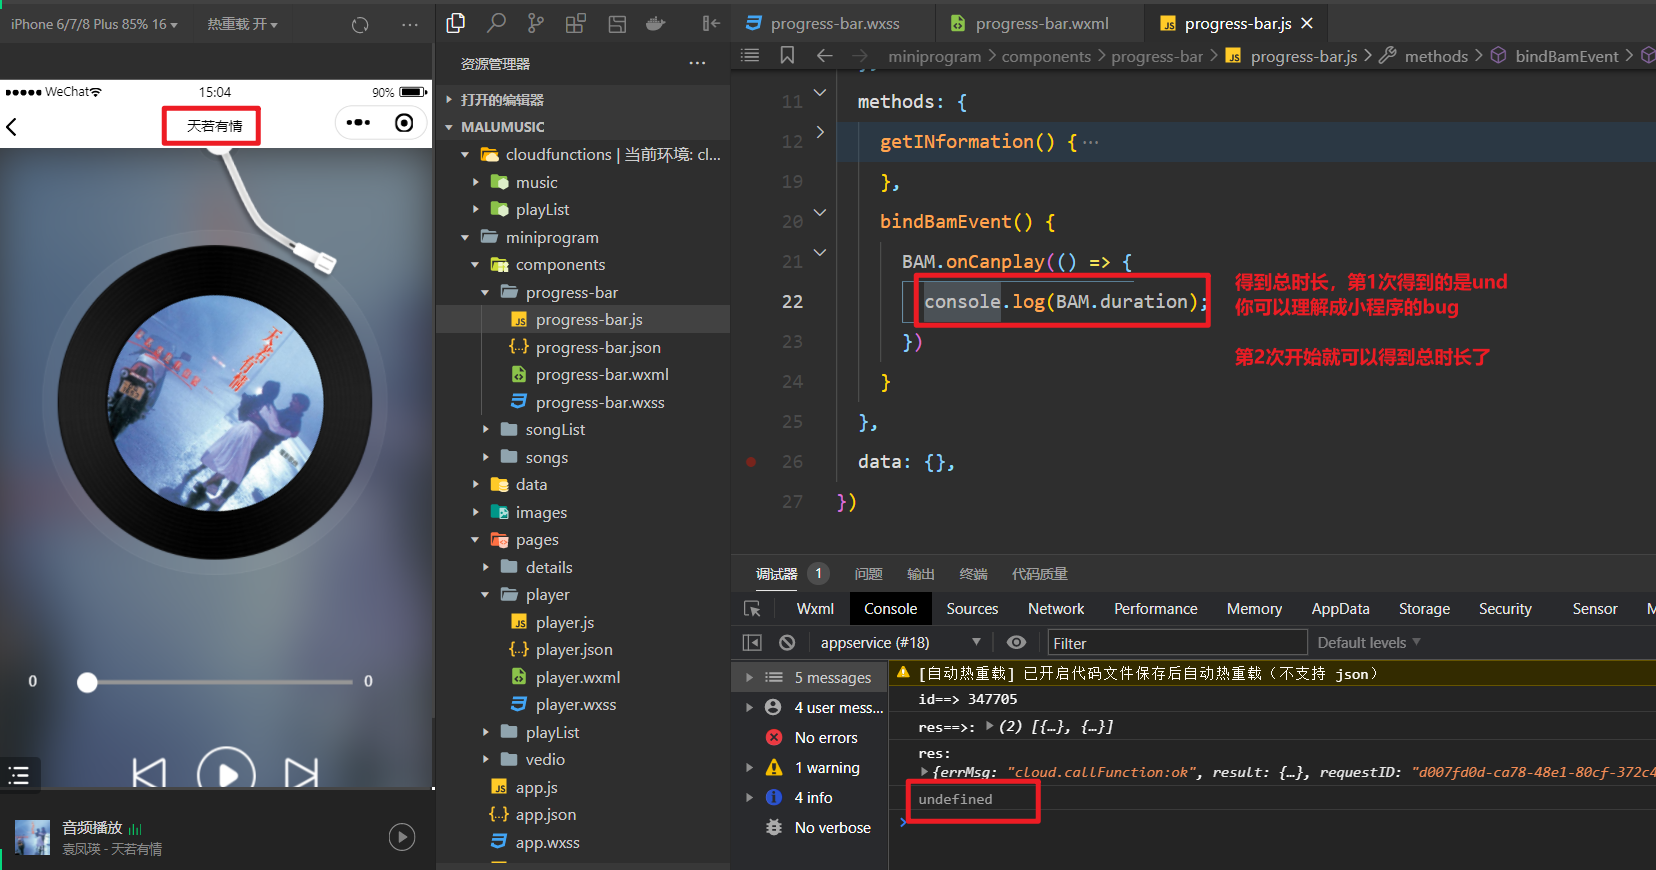 iPhone 6/7/8 Plus 85% 16
热重载 开
WeChat
15:04
90%
天若有情
天若有情
0
0
音频播放
袁凤瑛 - 天若有情
资源管理器
打开的编辑器
MALUMUSIC
cloudfunctions | 当前环境: cl...
music
playList
miniprogram
components
progress-bar
progress-bar.js
progress-bar.json
progress-bar.wxml
progress-bar.wxss
songList
songs
data
images
pages
details
player
player.js
player.json
player.wxml
player.wxss
playList
vedio
app.js
app.json
app.wxss
progress-bar.wxss
progress-bar.wxml
progress-bar.js
miniprogram > components > progress-bar > progress-bar.js > methods > bindBamEvent >
11 methods: {
12 getINformation() { ···
19 },
20 bindBamEvent() {
21 BAM.onCanplay(() => {
22 console.log(BAM.duration);
23 })
24 }
25 },
26 data: {},
27 })
得到总时长，第1次得到的是und
你可以理解成小程序的bug
第2次开始就可以得到总时长了
调试器 1 问题 输出 终端 代码质量
Wxml Console Sources Network Performance Memory AppData Storage Security Sensor M
appservice (#18) Filter Default levels
5 messages
4 user mess...
No errors
1 warning
4 info
No verbose
[自动热重载] 已开启代码文件保存后自动热重载（不支持 json）
id==> 347705
res==>: (2) [{…}, {…}]
res:
{errMsg: "cloud.callFunction:ok", result: {…}, requestID: "d007fd0d-ca78-48e1-80cf-372c4
undefined